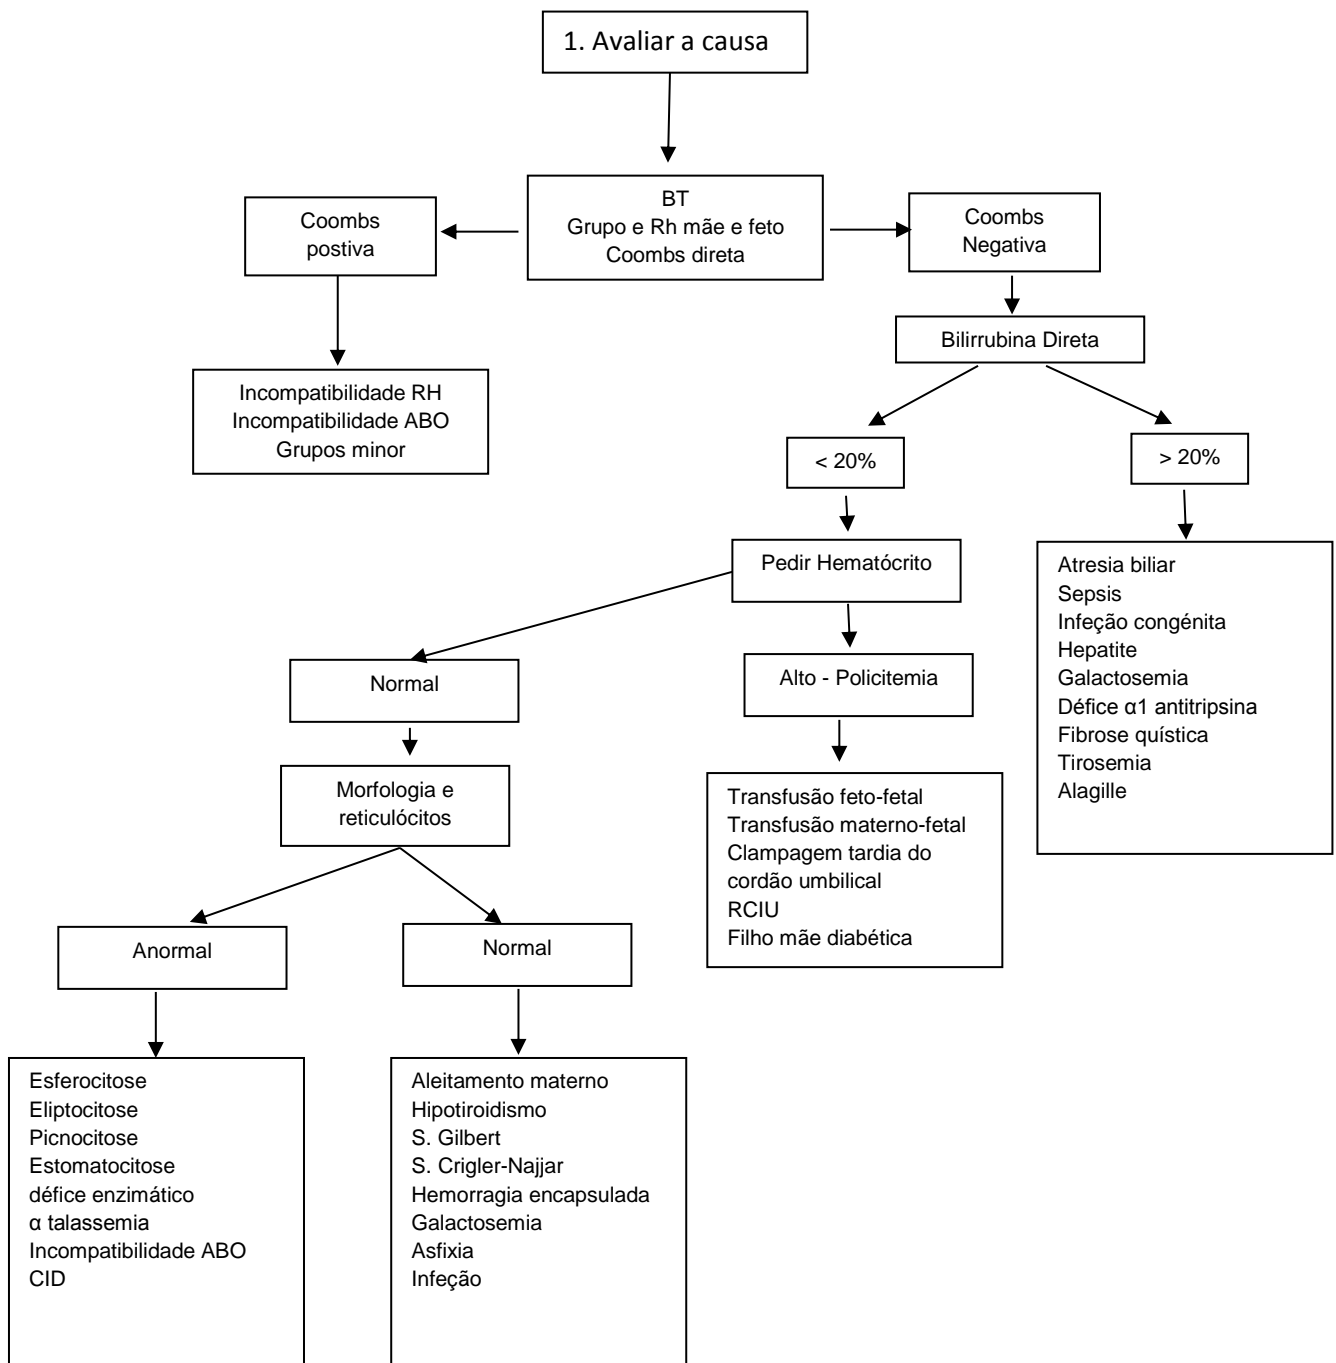 1. Avaliar a causa
BT
Grupo e Rh mãe e feto
Coombs direta
Coombs
postiva
Coombs
Negativa
Bilirrubina Direta
Incompatibilidade RH
Incompatibilidade ABO
Grupos minor
< 20%
> 20%
Pedir Hematócrito
Atresia biliar
Sepsis
Infeção congénita
Hepatite
Galactosemia
Défice α1 antitripsina
Fibrose quística
Tirosemia
Alagille
Normal
Alto - Policitemia
Morfologia e
reticulócitos
Transfusão feto-fetal
Transfusão materno-fetal
Clampagem tardia do
cordão umbilical
RCIU
Filho mãe diabética
Anormal
Normal
Esferocitose
Eliptocitose
Picnocitose
Estomatocitose
défice enzimático
α talassemia
Incompatibilidade ABO
CID
Aleitamento materno
Hipotiroidismo
S. Gilbert
S. Crigler-Najjar
Hemorragia encapsulada
Galactosemia
Asfixia
Infeção